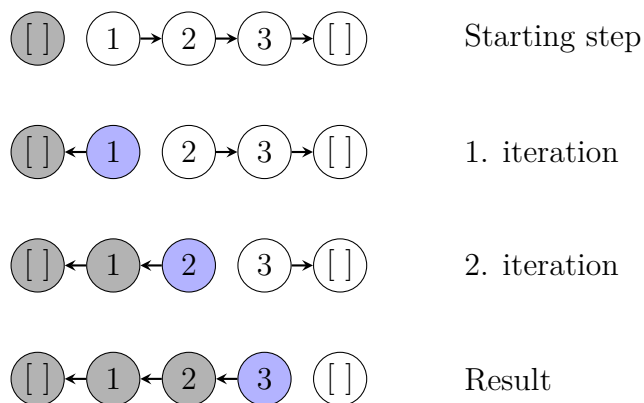 [ ] 1 2 3 [ ] Starting step
[ ] 1 2 3 [ ] 1. iteration
[ ] 1 2 3 [ ] 2. iteration
[ ] 1 2 3 [ ] Result